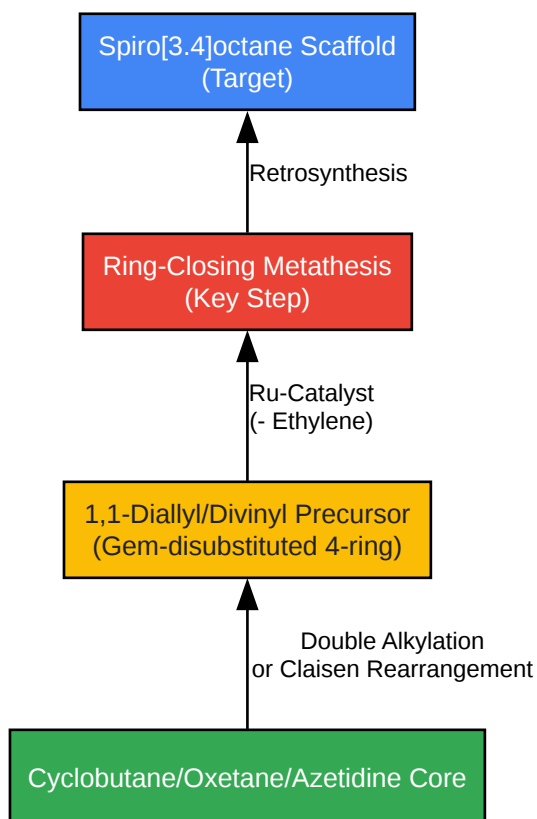 Spiro[3.4]octane Scaffold
(Target)
Retrosynthesis
Ring-Closing Metathesis
(Key Step)
Ru-Catalyst
(- Ethylene)
1,1-Diallyl/Divinyl Precursor
(Gem-disubstituted 4-ring)
Double Alkylation
or Claisen Rearrangement
Cyclobutane/Oxetane/Azetidine Core